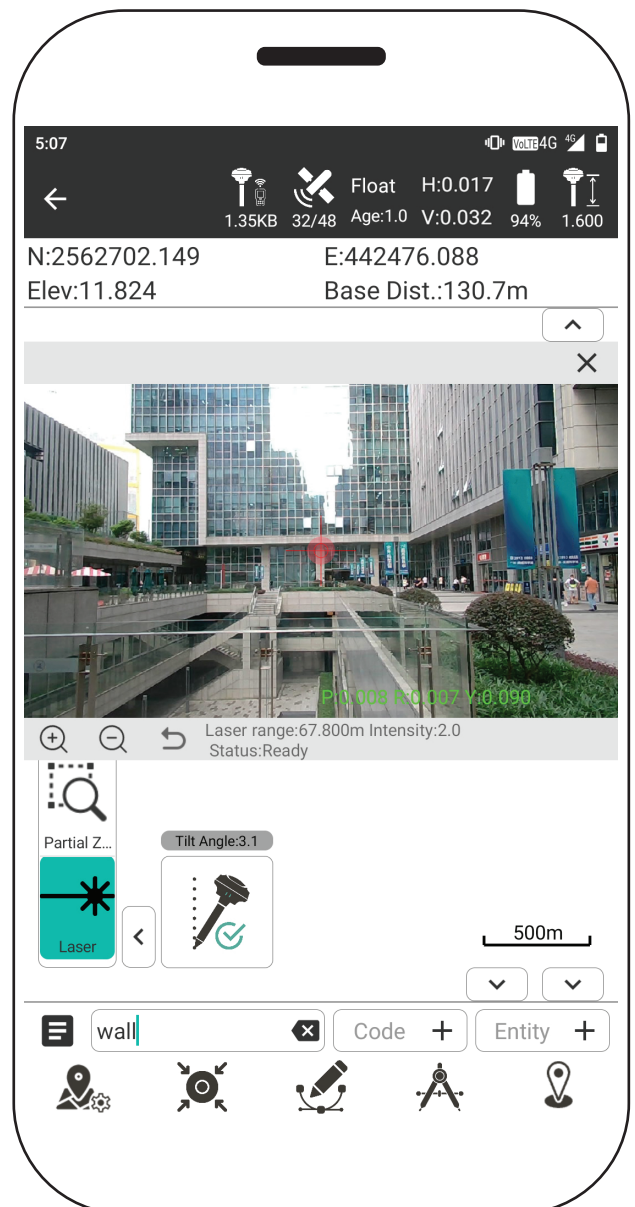 5:07
VoLTE 4G 4G
Float H:0.017
1.35KB 32/48 Age:1.0 V:0.032 94% 1.600
N:2562702.149 E:442476.088
Elev:11.824 Base Dist.:130.7m
P:0.008 R:0.007 Y:0.090
Laser range:67.800m Intensity:2.0
Status:Ready
Partial Z...
Tilt Angle:3.1
Laser
500m
wall Code Entity